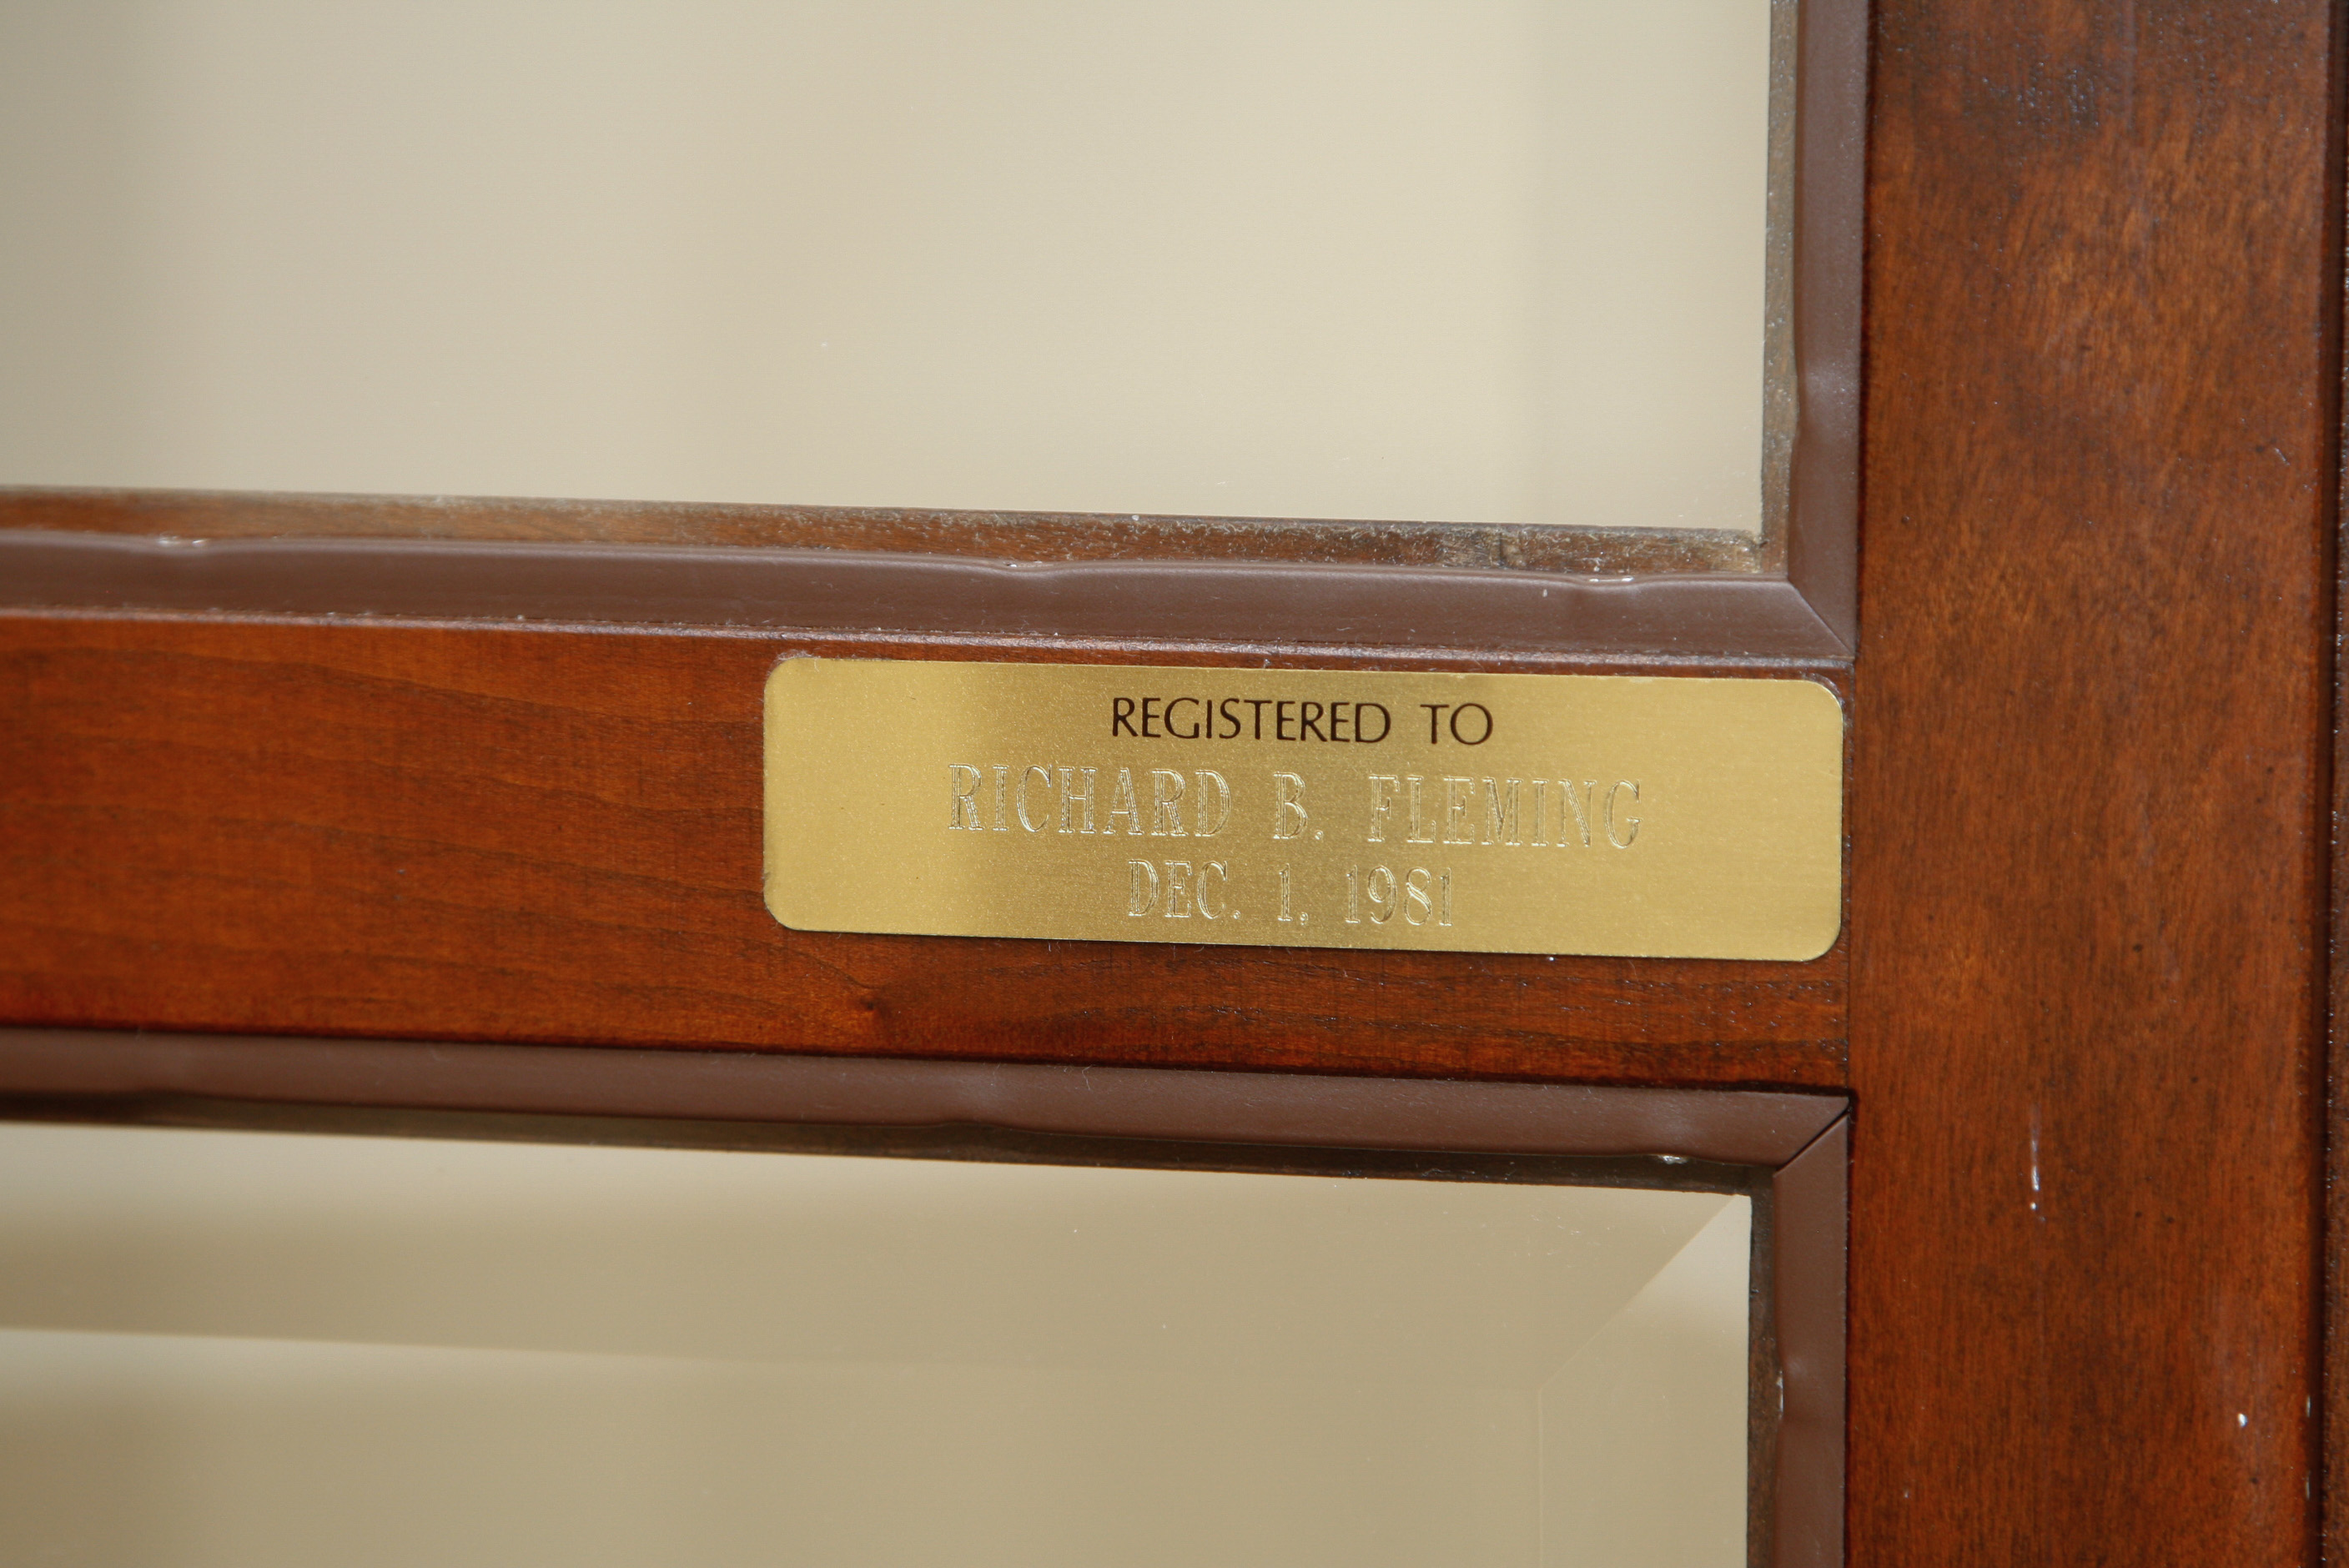 REGISTERED TO
RICHARD B. FLEMING
DEC. 1, 1981